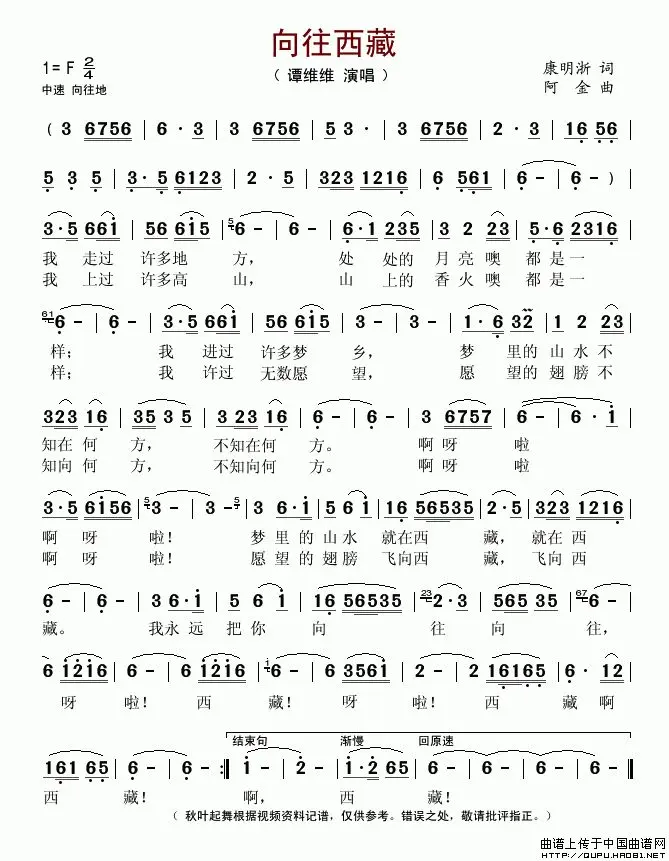 向往西藏
1= F 2/4
（ 谭维维 演唱 ）
康明浙 词
中速 向往地
阿 金 曲
( 3 6756 | 6 · 3 | 3 · 5 6123 | 3 · 3 6756 | 2 · 3 | 16 56 |
5 3 5 | 3 · 5 6123 | 2 · 5 | 323 1216 | 6 561 | 6 - | 6 - ) |
3 · 5 661 | 56 615 | 5 6 - | 6 - | 6 · 1 235 | 3 2 23 | 5 · 6 2316 |
我 走过 许多地 方， 处 处的 月 亮噢 都 是一
我 上过 许多高 山， 山 上的 香 火噢 都 是一
61 6 - | 6 - | 3 · 5 661 | 56 615 | 3 - | 3 - | 1 · 6 32 | 1 2 23 |
样； 我 进过 许多梦 乡， 梦 里的 山 水 不
样； 我 许过 无数愿 望， 愿 望的 翅 膀 不
323 16 | 35 3 5 | 3 23 16 | 6 - | 6 - | 3 6757 | 6 - | 6 · 1 |
知在 何 方， 不知在何 方。 啊 呀 啦
知向 何 方， 不知向何 方。 啊 呀 啦
3 · 5 6156 | 5 3 - | 5 3 - | 3 6 · 1 | 5 6 1 | 16 56535 | 2 · 5 | 323 1216 |
啊 呀 啦！ 梦 里的 山 水 就在西 藏， 就在 西
啊 呀 啦！ 愿 望的 翅 膀 飞向西 藏， 飞向 西
6 - | 6 - | 3 6 · 1 | 5 6 1 | 16 56535 | 23 2 · 3 | 565 35 | 67 6 - |
藏。 我永 远 把 你 向 往 向 往，
6 1216 | 6 - | 6 1216 | 1 6 - | 6 3561 | 2 - | 2 - | 2 16165 | 6 · 12 |
呀 啦！ 西 藏！ 呀 啦！ 西 藏 啊
结束句 渐慢 回原速
161 65 | 6 - | 6 - :| 2 - | 2 - | 1 · 2 65 | 6 - | 6 - | 6 - ‖
西 藏！ 啊， 西 藏！
（ 秋叶起舞根据视频资料记谱，仅供参考。错误之处，敬请批评指正。）
曲谱上传于中国曲谱网
HTTP://QUPU.HAO81.NET